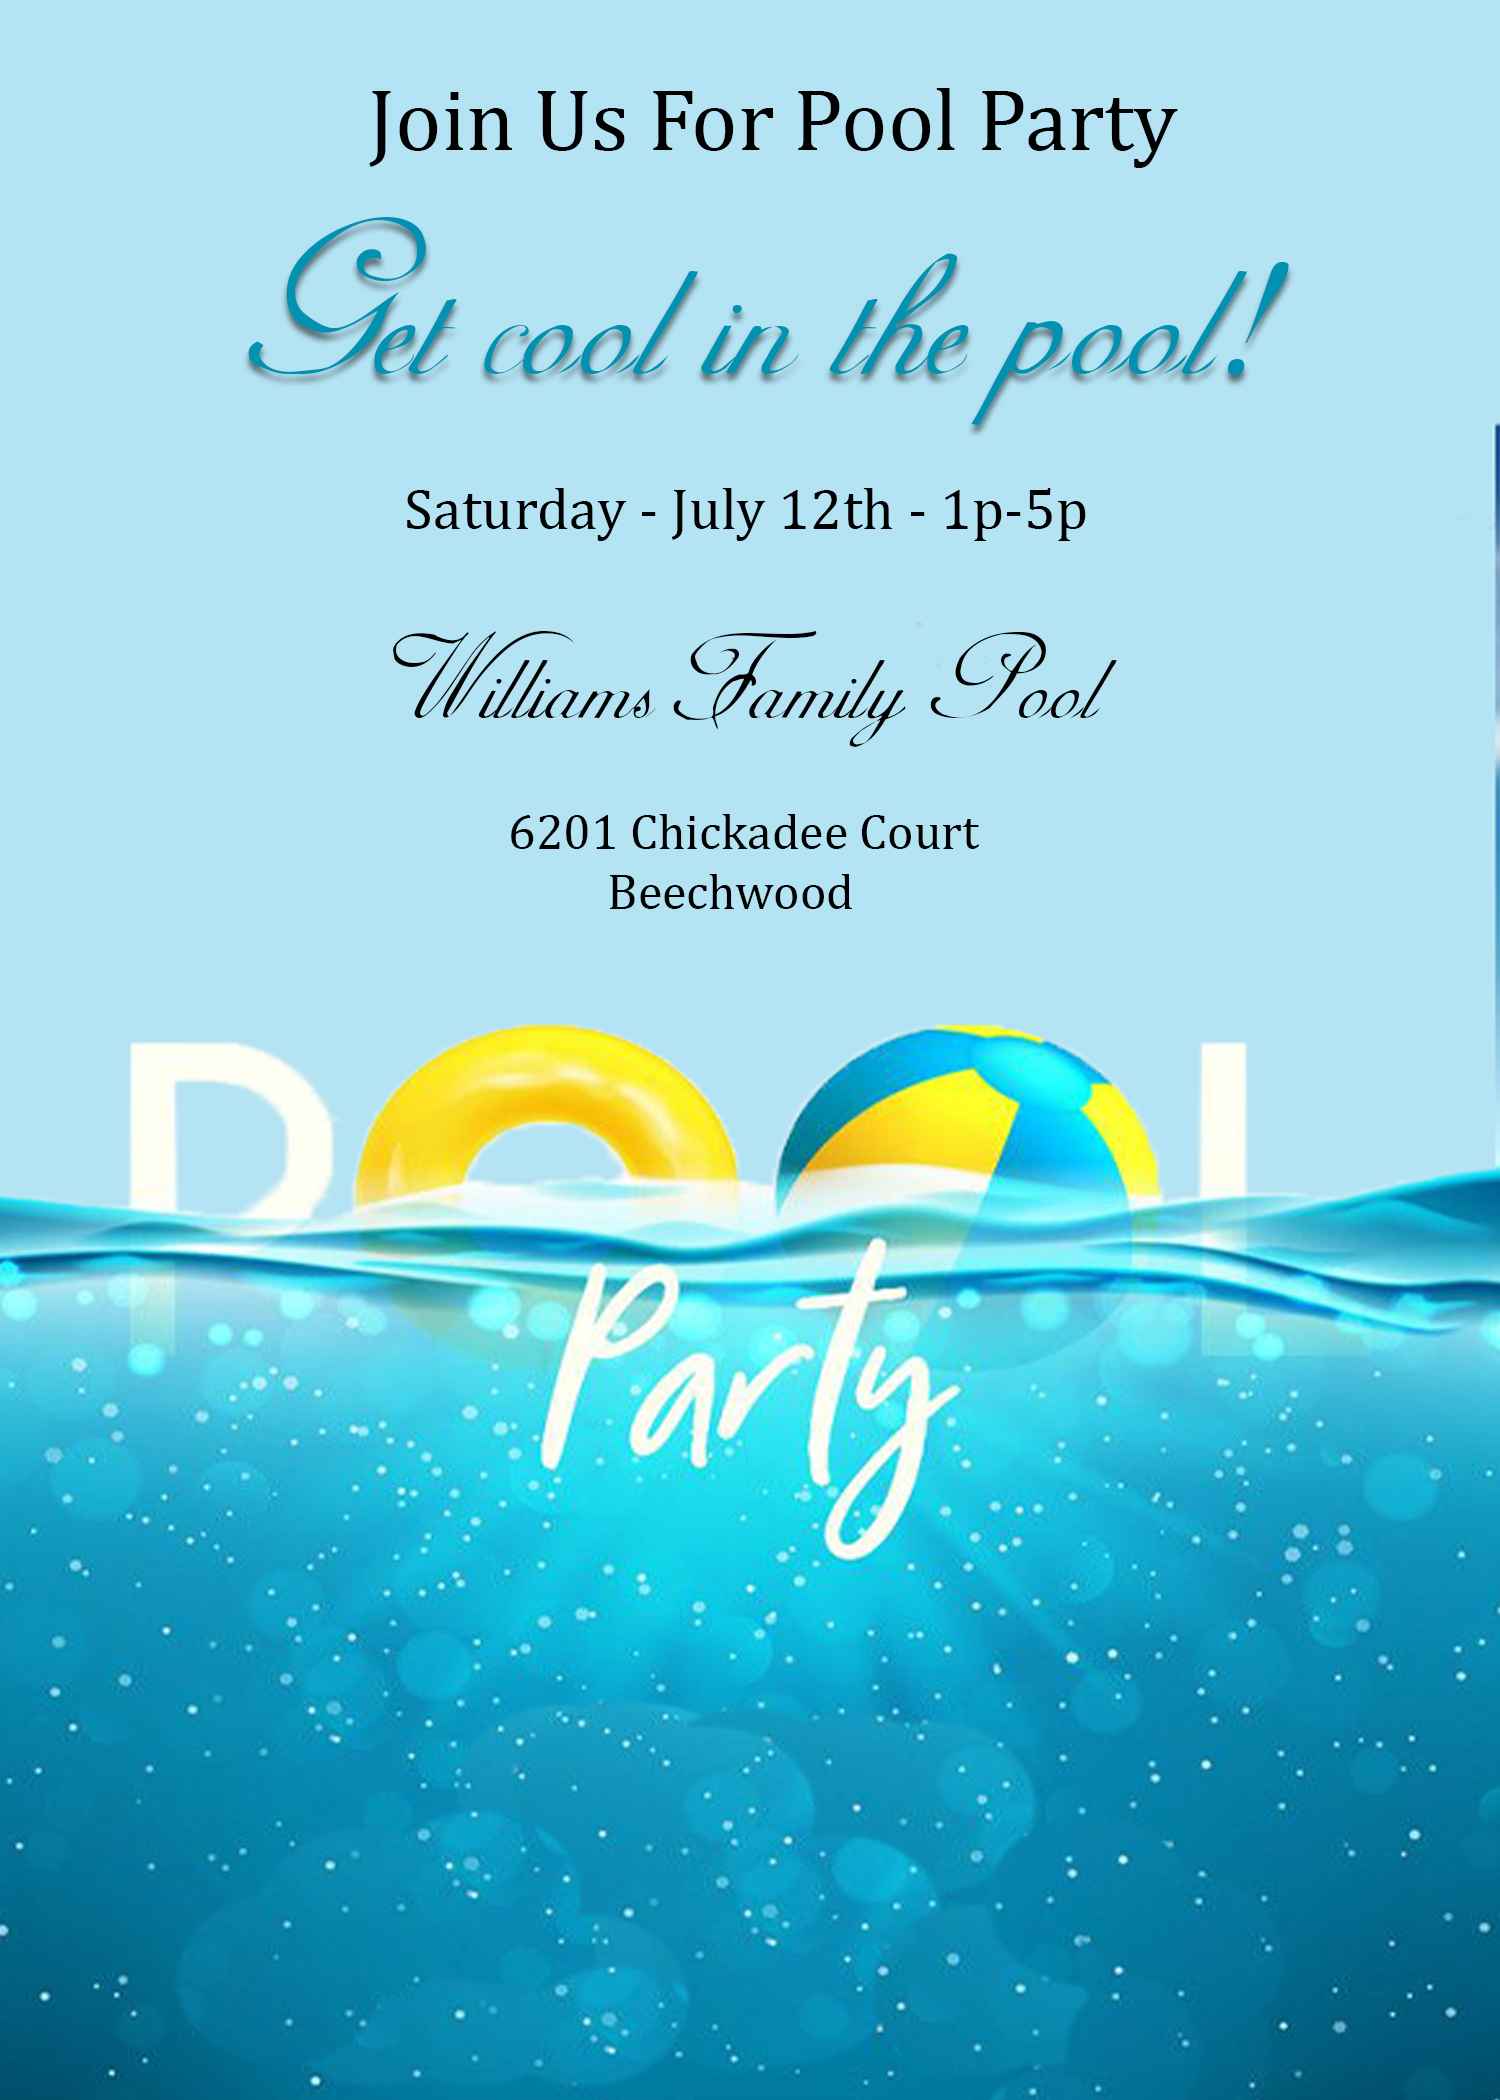 Join Us For Pool Party
Get cool in the pool!
Saturday - July 12th - 1p-5p
Williams Family Pool
6201 Chickadee Court
Beechwood
POOL
Party